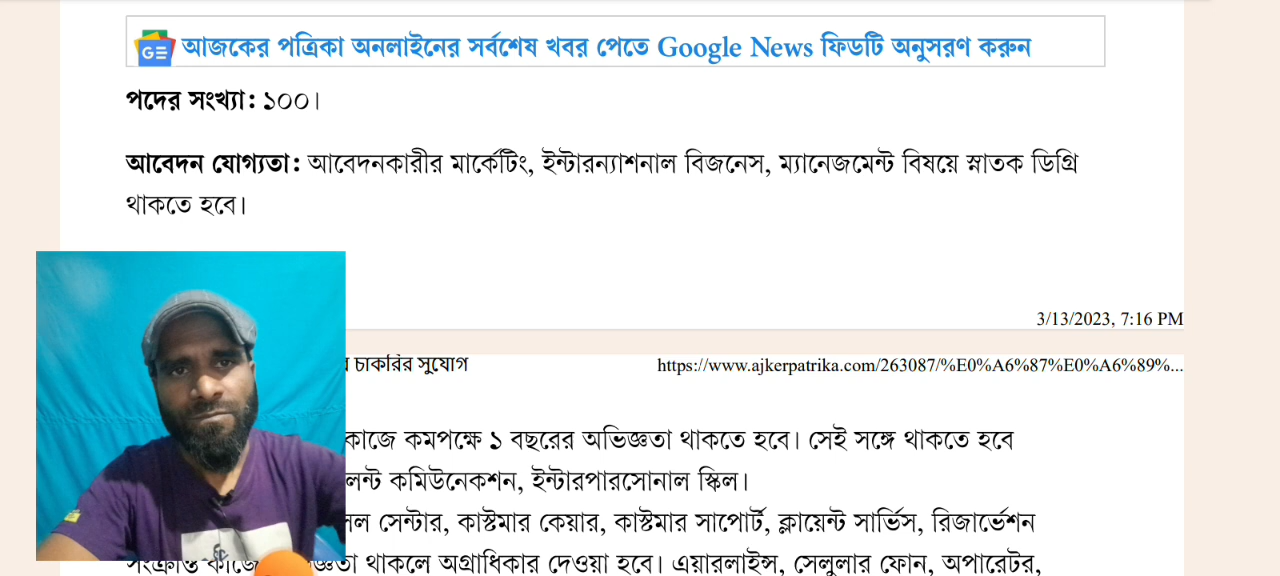 GE আজকের পত্রিকা অনলাইনের সর্বশেষ খবর পেতে Google News ফিডটি অনুসরণ করুন
পদের সংখ্যা: ১০০।
আবেদন যোগ্যতা: আবেদনকারীর মার্কেটিং, ইন্টারন্যাশনাল বিজনেস, ম্যানেজমেন্ট বিষয়ে স্নাতক ডিগ্রি
থাকতে হবে।
3/13/2023, 7:16 PM
চাকরির সুযোগ https://www.ajkerpatrika.com/263087/%E0%A6%87%E0%A6%89%...
কাজে কমপক্ষে ১ বছরের অভিজ্ঞতা থাকতে হবে। সেই সঙ্গে থাকতে হবে
লেন্ট কমিউনেকশন, ইন্টারপারসোনাল স্কিল।
সেন্টার, কাস্টমার কেয়ার, কাস্টমার সাপোর্ট, ক্লায়েন্ট সার্ভিস, রিজার্ভেশন
থাকলে অগ্রাধিকার দেওয়া হবে। এয়ারলাইন্স, সেলুলার ফোন, অপারেটর,